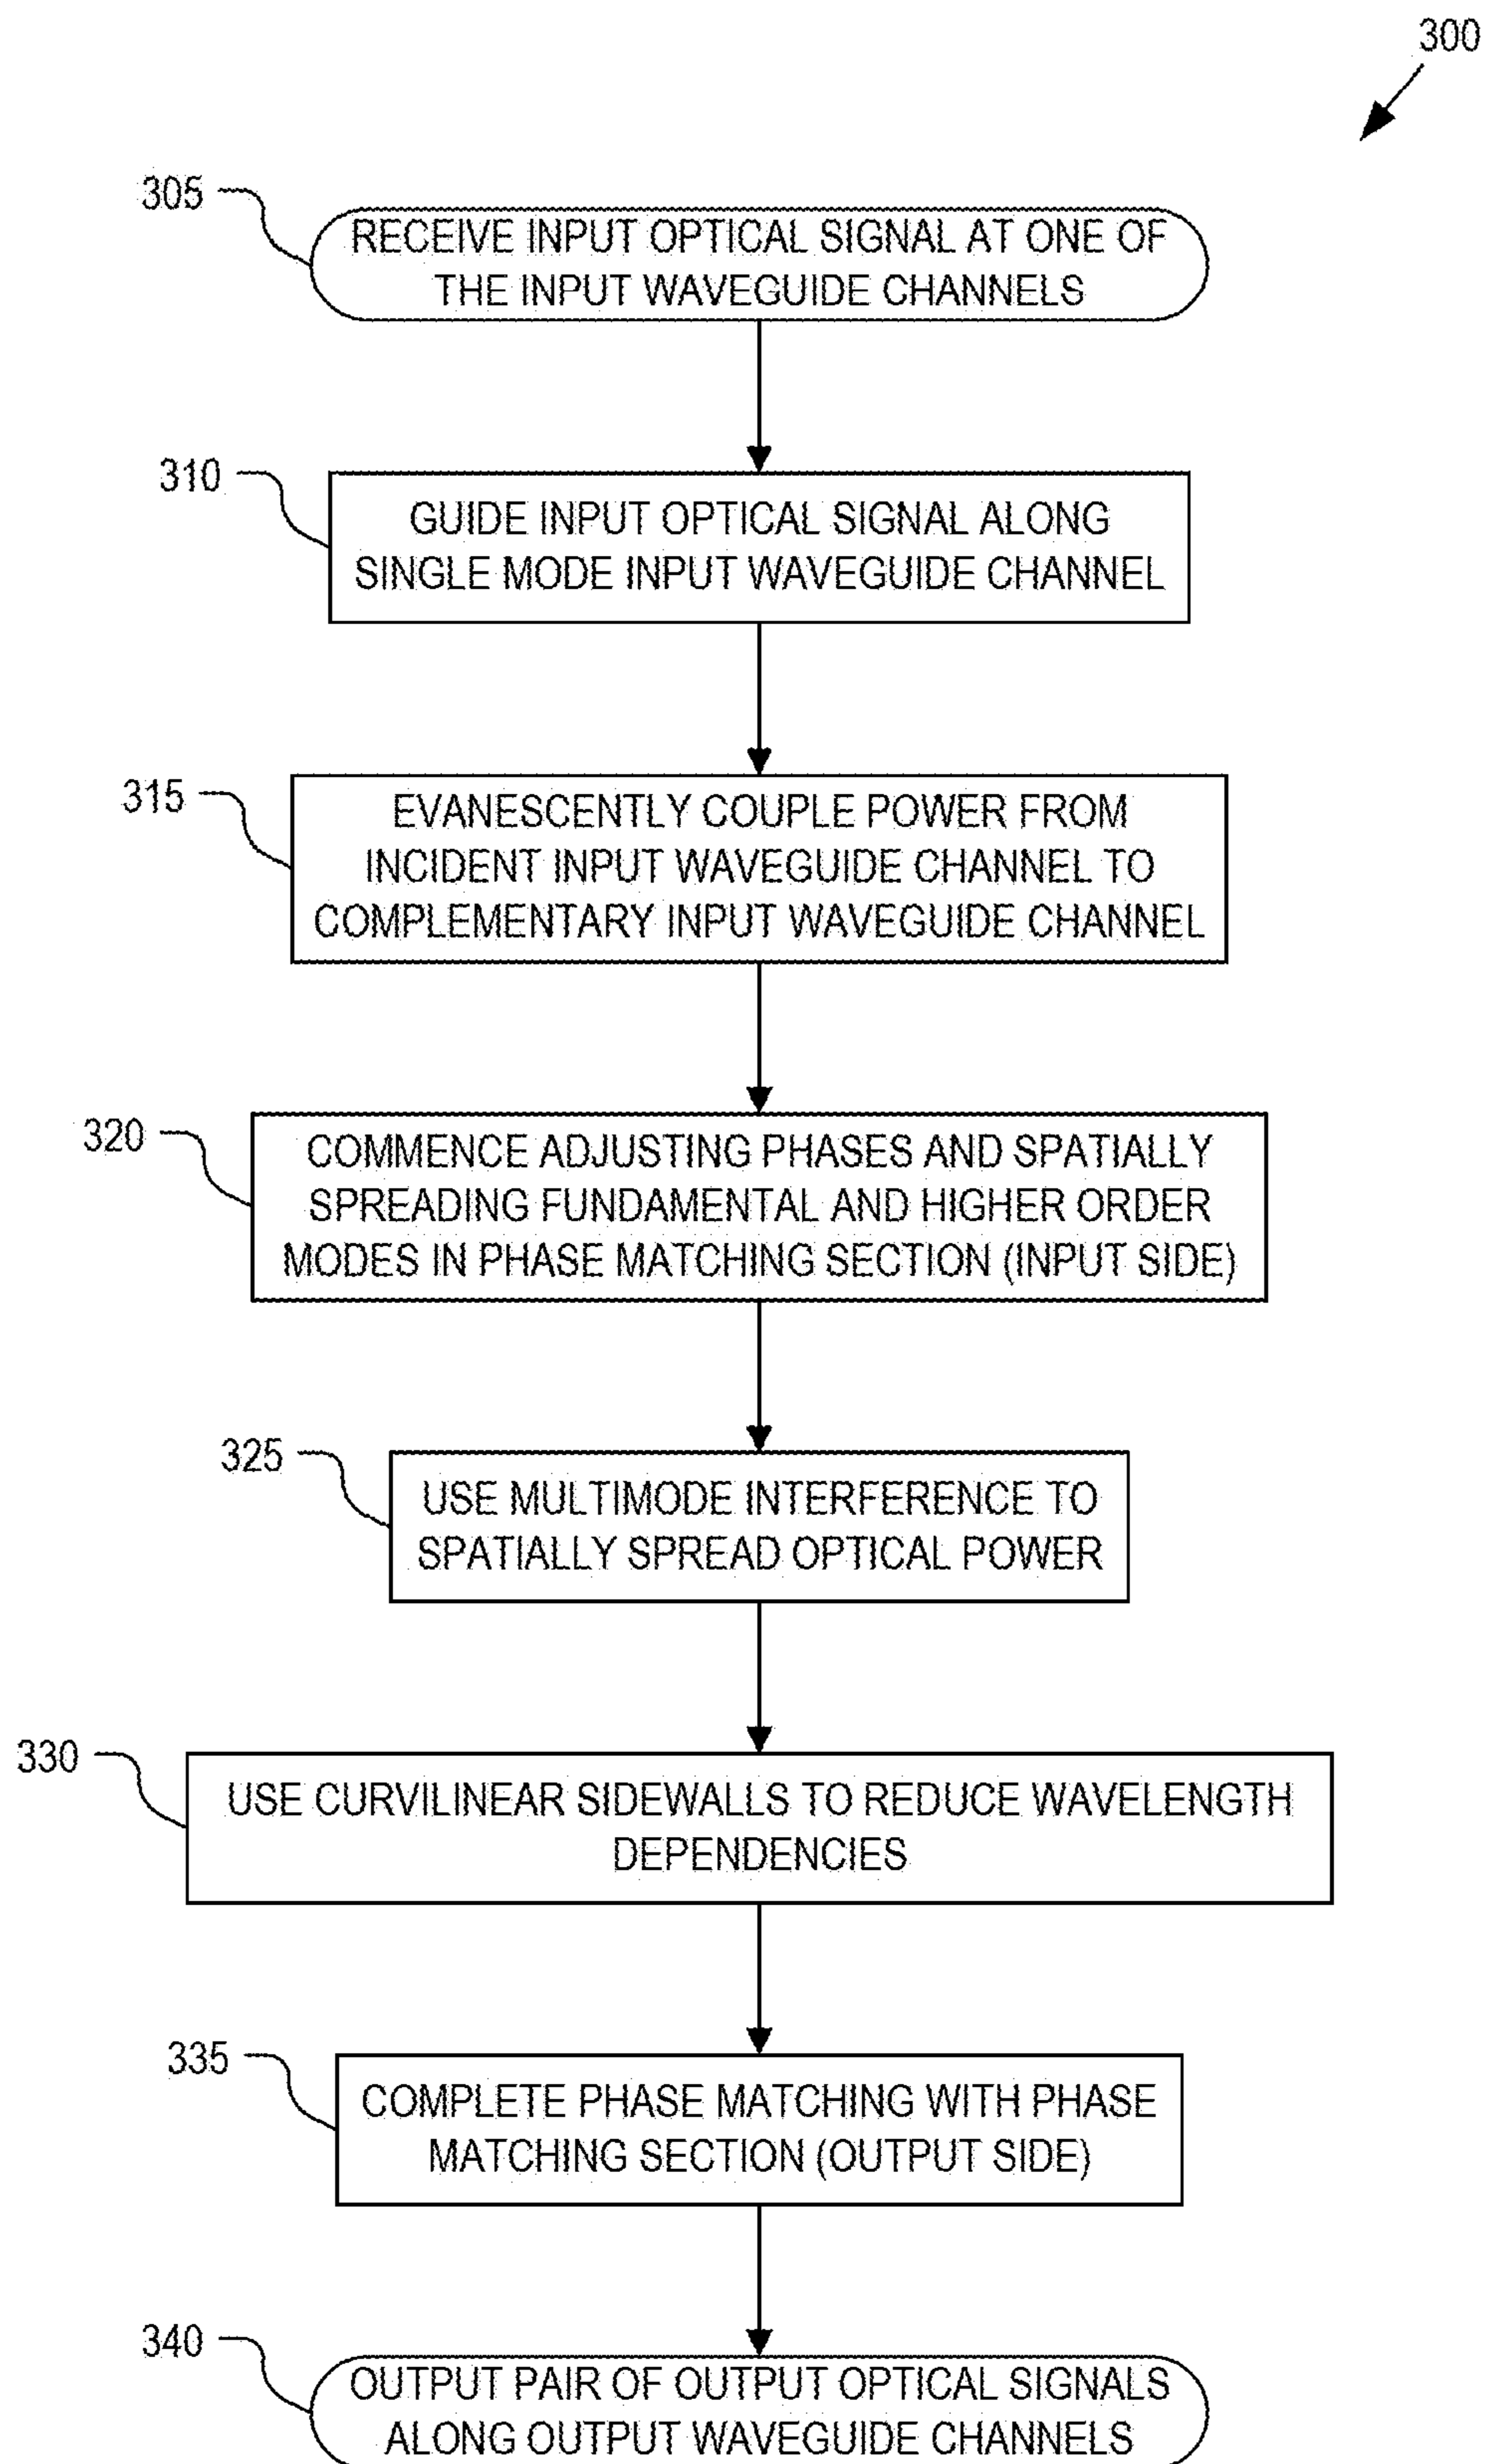 300
305
RECEIVE INPUT OPTICAL SIGNAL AT ONE OF
THE INPUT WAVEGUIDE CHANNELS
310
GUIDE INPUT OPTICAL SIGNAL ALONG
SINGLE MODE INPUT WAVEGUIDE CHANNEL
315
EVANESCENTLY COUPLE POWER FROM
INCIDENT INPUT WAVEGUIDE CHANNEL TO
COMPLEMENTARY INPUT WAVEGUIDE CHANNEL
320
COMMENCE ADJUSTING PHASES AND SPATIALLY
SPREADING FUNDAMENTAL AND HIGHER ORDER
MODES IN PHASE MATCHING SECTION (INPUT SIDE)
325
USE MULTIMODE INTERFERENCE TO
SPATIALLY SPREAD OPTICAL POWER
330
USE CURVILINEAR SIDEWALLS TO REDUCE WAVELENGTH
DEPENDENCIES
335
COMPLETE PHASE MATCHING WITH PHASE
MATCHING SECTION (OUTPUT SIDE)
340
OUTPUT PAIR OF OUTPUT OPTICAL SIGNALS
ALONG OUTPUT WAVEGUIDE CHANNELS